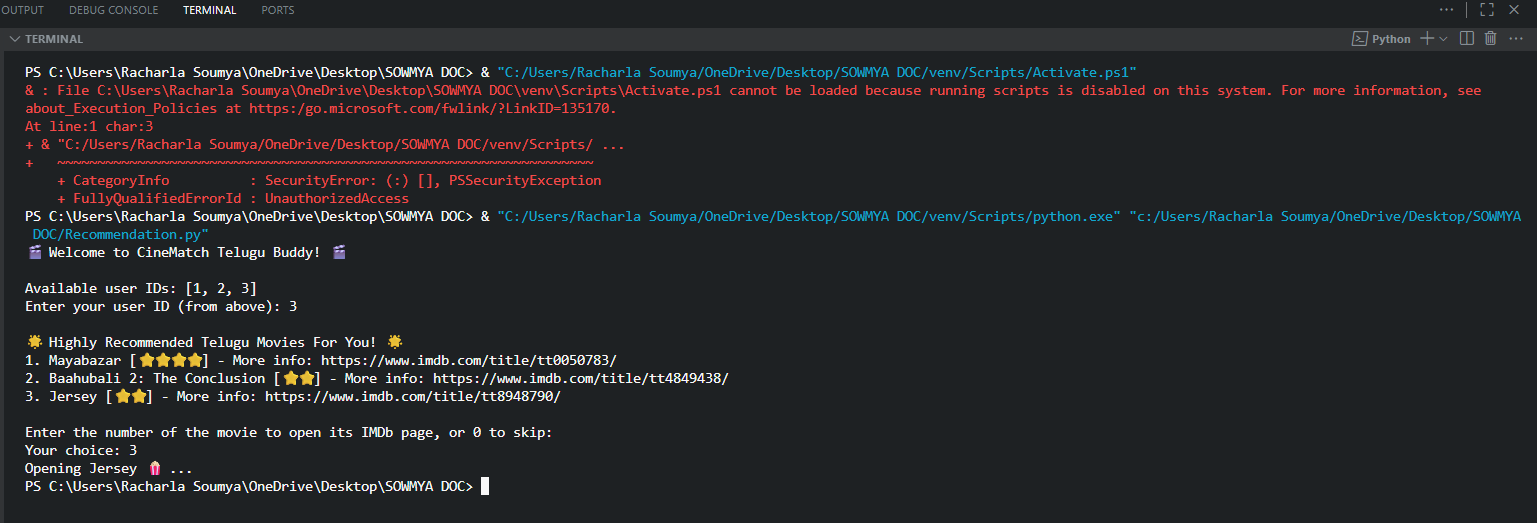 OUTPUT DEBUG CONSOLE TERMINAL PORTS
TERMINAL Python
PS C:\Users\Racharla Soumya\OneDrive\Desktop\SOWMYA DOC> & "C:/Users/Racharla Soumya/OneDrive/Desktop/SOWMYA DOC/venv/Scripts/Activate.ps1"
& : File C:\Users\Racharla Soumya\OneDrive\Desktop\SOWMYA DOC\venv\Scripts\Activate.ps1 cannot be loaded because running scripts is disabled on this system. For more information, see
about_Execution_Policies at https:/go.microsoft.com/fwlink/?LinkID=135170.
At line:1 char:3
+ & "C:/Users/Racharla Soumya/OneDrive/Desktop/SOWMYA DOC/venv/Scripts/ ...
+   ~~~~~~~~~~~~~~~~~~~~~~~~~~~~~~~~~~~~~~~~~~~~~~~~~~~~~~~~~~~~~~~~~~~
    + CategoryInfo          : SecurityError: (:) [], PSSecurityException
    + FullyQualifiedErrorId : UnauthorizedAccess
PS C:\Users\Racharla Soumya\OneDrive\Desktop\SOWMYA DOC> & "C:/Users/Racharla Soumya/OneDrive/Desktop/SOWMYA DOC/venv/Scripts/python.exe" "c:/Users/Racharla Soumya/OneDrive/Desktop/SOWMYA
 DOC/Recommendation.py"
🎬 Welcome to CineMatch Telugu Buddy! 🎬
Available user IDs: [1, 2, 3]
Enter your user ID (from above): 3
🌟 Highly Recommended Telugu Movies For You! 🌟
1. Mayabazar [⭐⭐⭐⭐] - More info: https://www.imdb.com/title/tt0050783/
2. Baahubali 2: The Conclusion [⭐⭐] - More info: https://www.imdb.com/title/tt4849438/
3. Jersey [⭐⭐] - More info: https://www.imdb.com/title/tt8948790/
Enter the number of the movie to open its IMDb page, or 0 to skip:
Your choice: 3
Opening Jersey 🍿 ...
PS C:\Users\Racharla Soumya\OneDrive\Desktop\SOWMYA DOC>